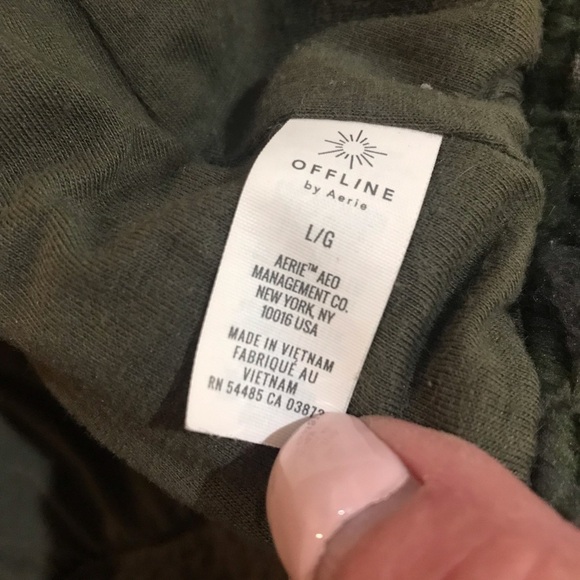 OFFLINE
by Aerie
L/G
AERIE™ AEO
MANAGEMENT CO.
NEW YORK, NY
10016 USA
MADE IN VIETNAM
FABRIQUÉ AU
VIETNAM
RN 54485 CA